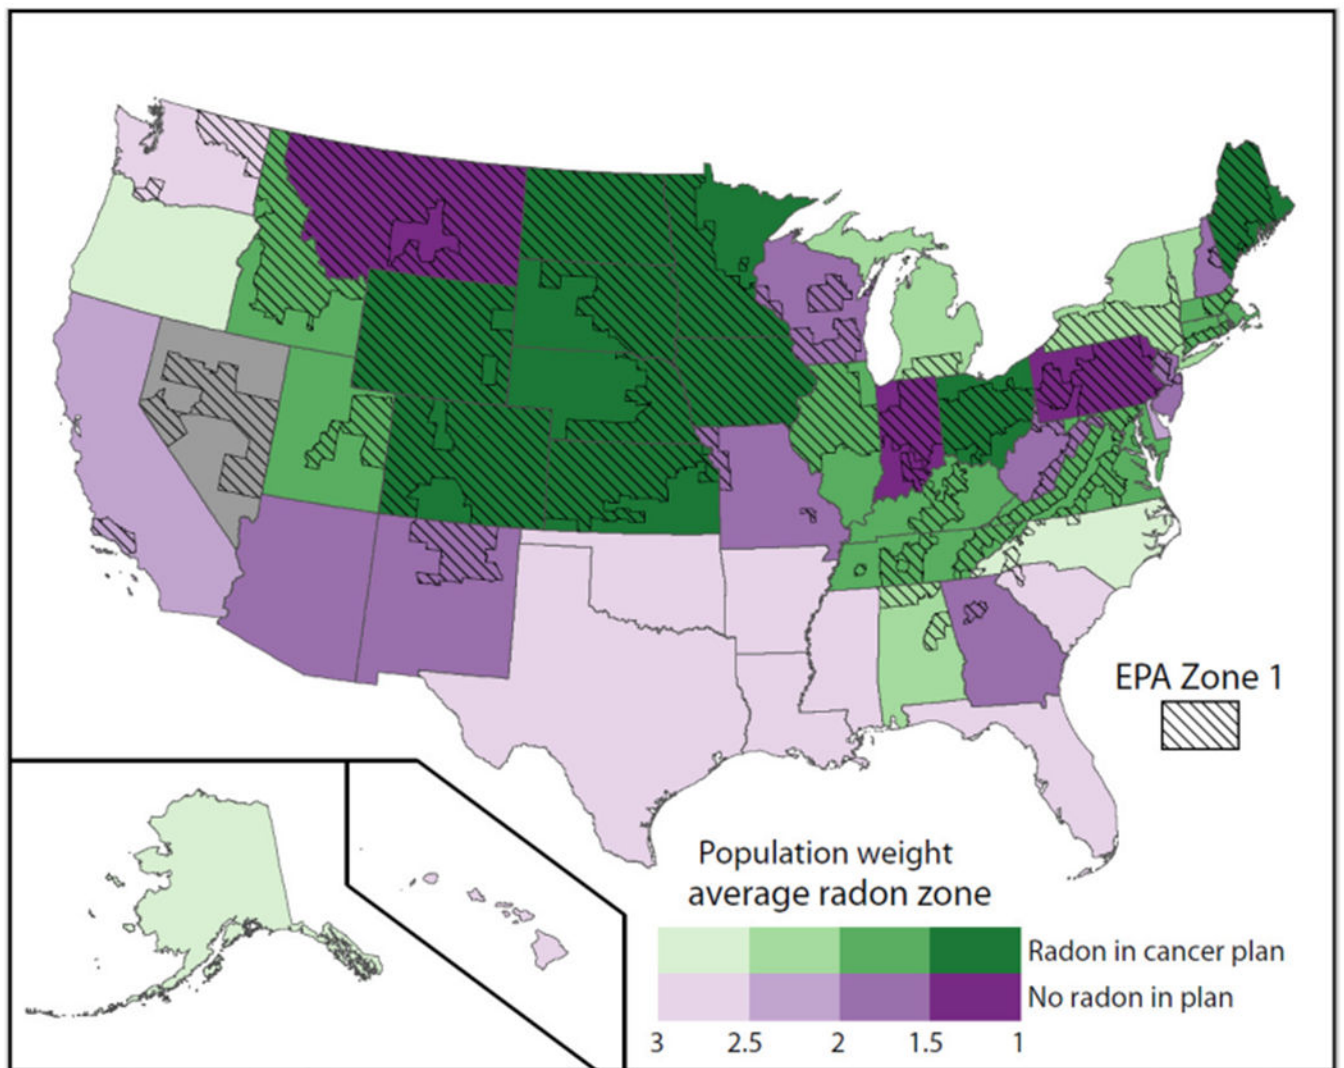 EPA Zone 1
Population weight
average radon zone
Radon in cancer plan
No radon in plan
3 2.5 2 1.5 1